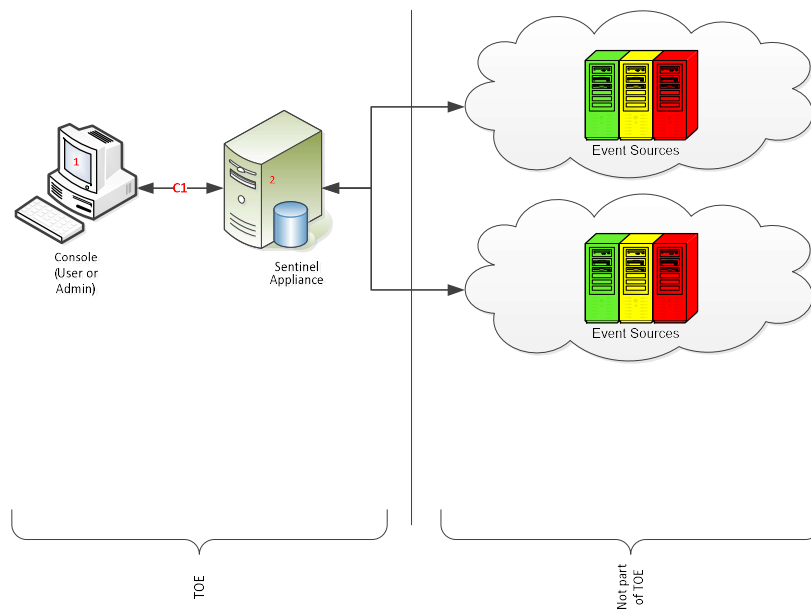 Event Sources
1
C1
2
Console
(User or
Admin)
Sentinel
Appliance
Event Sources
TOE
Not part
of TOE